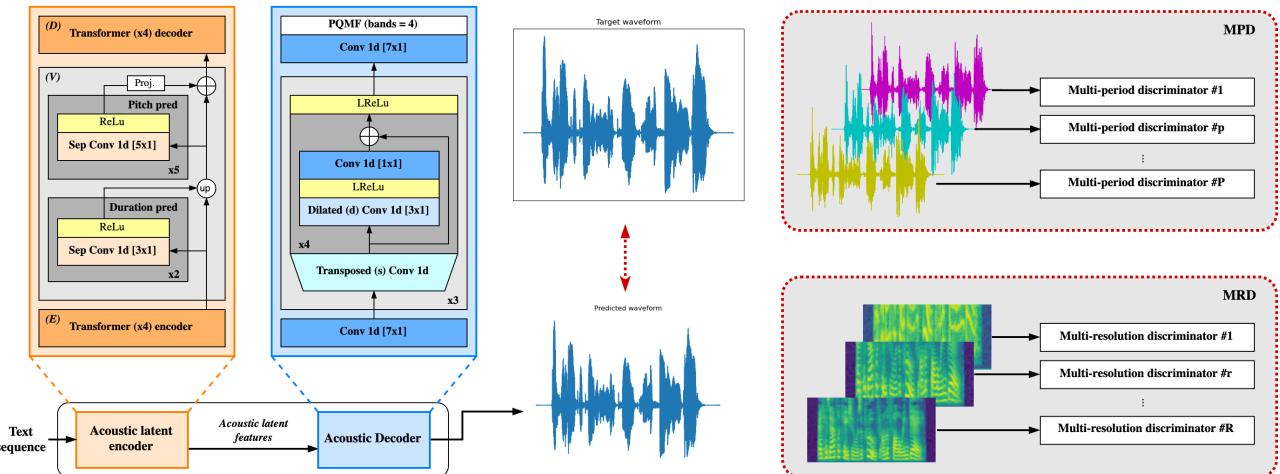 (D)
Transformer (x4) decoder
(V)
Proj.
Pitch pred
ReLu
Sep Conv 1d [5x1]
x5
up
Duration pred
ReLu
Sep Conv 1d [3x1]
x2
(E)
Transformer (x4) encoder
PQMF (bands = 4)
Conv 1d [7x1]
LReLu
Conv 1d [1x1]
LReLu
Dilated (d) Conv 1d [3x1]
x4
Transposed (s) Conv 1d
x3
Conv 1d [7x1]
Text
sequence
Acoustic latent
encoder
Acoustic latent
features
Acoustic Decoder
Target waveform
Predicted waveform
MPD
Multi-period discriminator #1
Multi-period discriminator #p
⋮
Multi-period discriminator #P
MRD
Multi-resolution discriminator #1
Multi-resolution discriminator #r
⋮
Multi-resolution discriminator #R